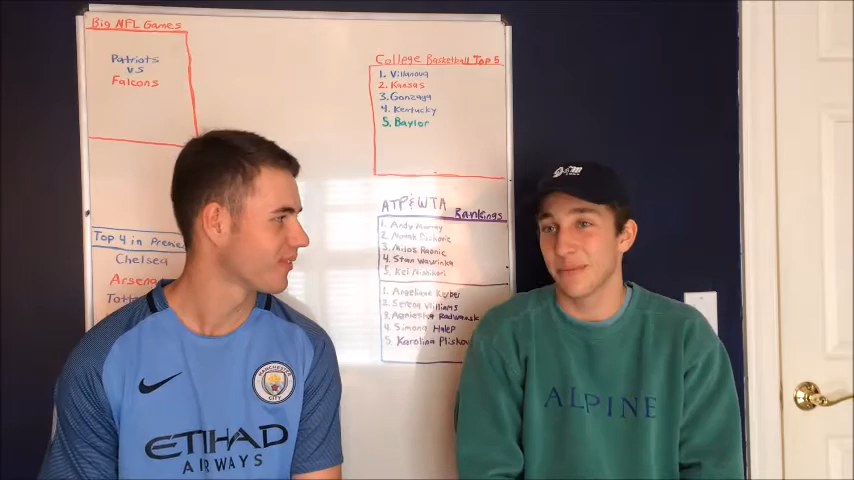 Big NFL Games
Patriots
vs
Falcons
College Basketball Top 5
1. Villanova
2. Kansas
3. Gonzaga
4. Kentucky
5. Baylor
ATP & WTA Rankings
1. Andy Murray
2. Novak Djokovic
3. Milos Raonic
4. Stan Wawrinka
5. Kei Nishikori
1. Angelique Kerber
2. Serena Williams
3. Agnieszka Radwanska
4. Simona Halep
5. Karolina Pliskova
Top 4 in Premier
Chelsea
Arsenal
Tott
MANCHESTER
CITY
ETIHAD
AIRWAYS
ALPINE